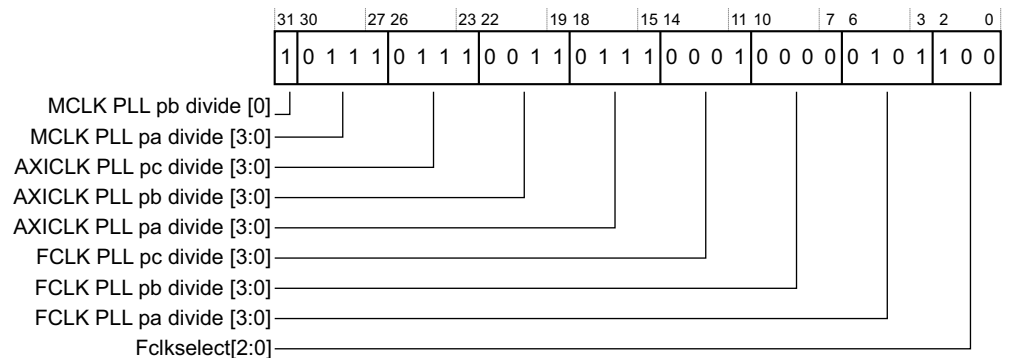 31 30 27 26 23 22 19 18 15 14 11 10 7 6 3 2 0
1 0 1 1 1 0 1 1 1 0 0 1 1 0 1 1 1 0 0 0 1 0 0 0 0 0 1 0 1 1 0 0
MCLK PLL pb divide [0]
MCLK PLL pa divide [3:0]
AXICLK PLL pc divide [3:0]
AXICLK PLL pb divide [3:0]
AXICLK PLL pa divide [3:0]
FCLK PLL pc divide [3:0]
FCLK PLL pb divide [3:0]
FCLK PLL pa divide [3:0]
Fclkselect[2:0]